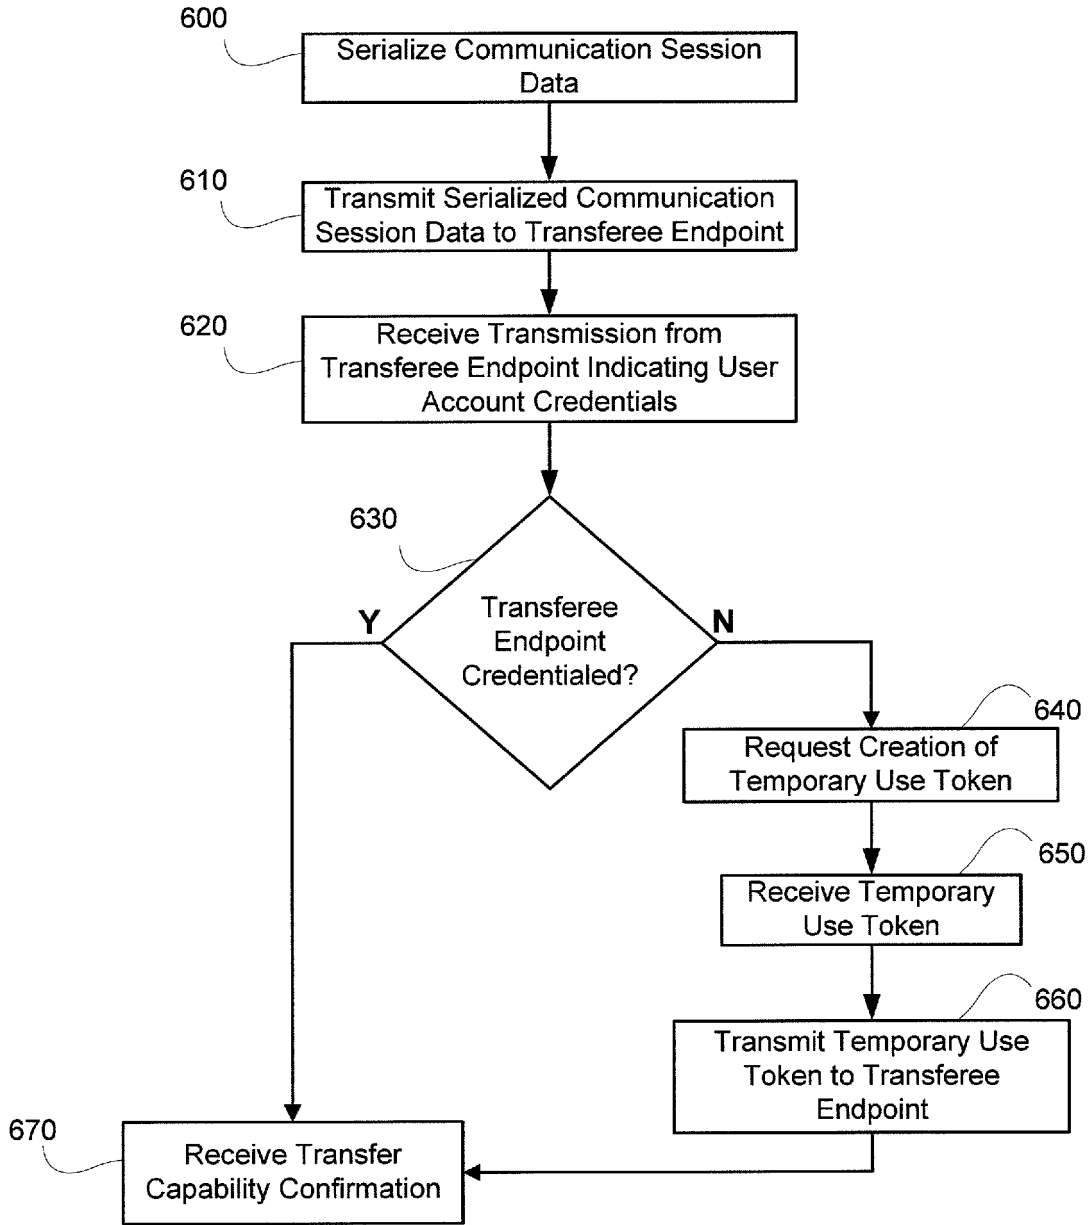 600
Serialize Communication Session
Data
610
Transmit Serialized Communication
Session Data to Transferee Endpoint
620
Receive Transmission from
Transferee Endpoint Indicating User
Account Credentials
630
Transferee
Endpoint
Credentialed?
Y
N
640
Request Creation of
Temporary Use Token
650
Receive Temporary
Use Token
660
Transmit Temporary Use
Token to Transferee
Endpoint
670
Receive Transfer
Capability Confirmation